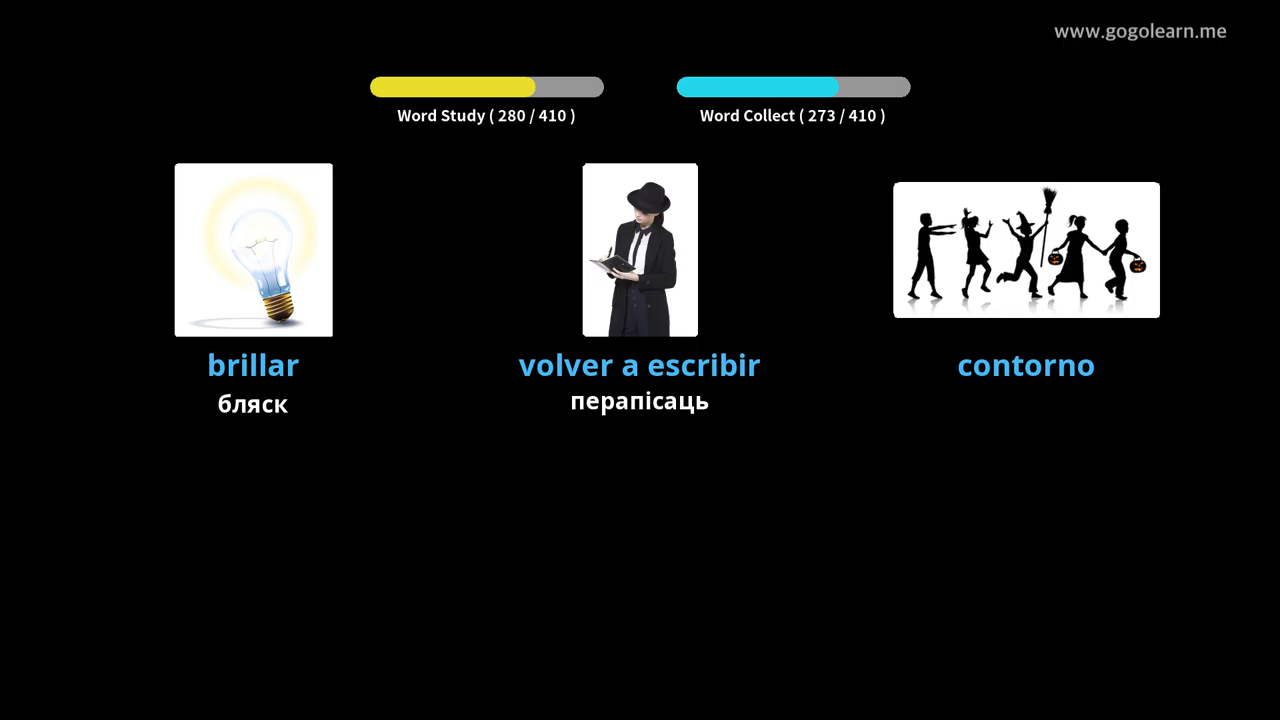 www.gogolearn.me
Word Study ( 280 / 410 )
Word Collect ( 273 / 410 )
brillar
бляск
volver a escribir
перапісаць
contorno